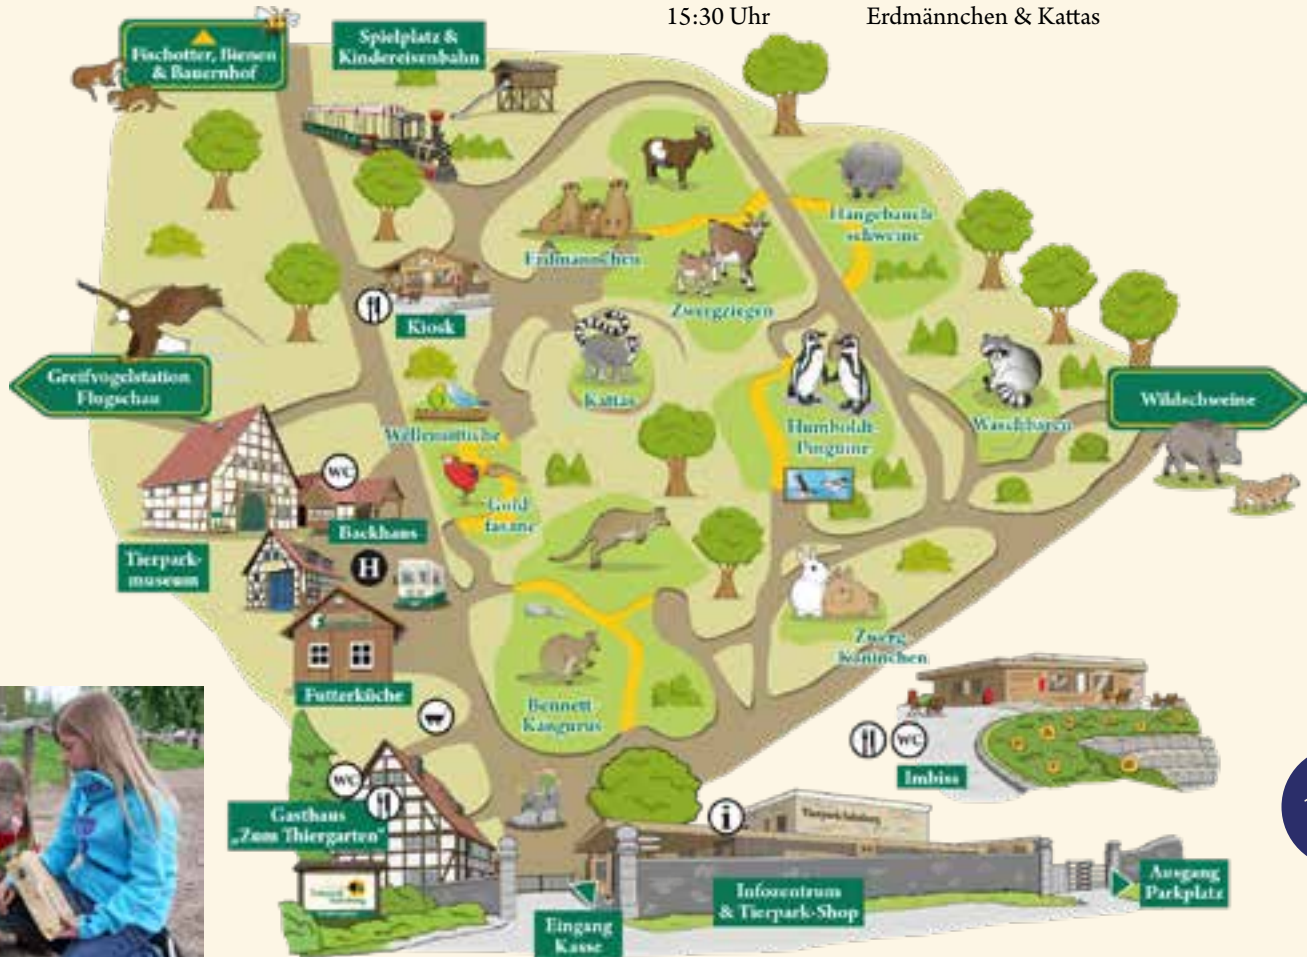 15:30 Uhr Erdmännchen & Kattas
Fischotter, Bienen
& Bauernhof
Spielplatz &
Kindereisenbahn
Hängebauch-
schweine
Erdmännchen
Zwergziegen
Kiosk
Greifvogelstation
Flugschau
Kattas
Wildschweine
Waschbären
Wellensittiche
Humboldt-
Pinguine
WC
Gold-
fasane
Backhaus
Tierpark-
museum
H
Zwerg
Kaninchen
Futterküche
Bennett
Kängurus
WC
Imbiss
WC
Gasthaus
„Zum Thiergarten“
i
Infozentrum
& Tierpark-Shop
Ausgang
Parkplatz
Eingang
Kasse